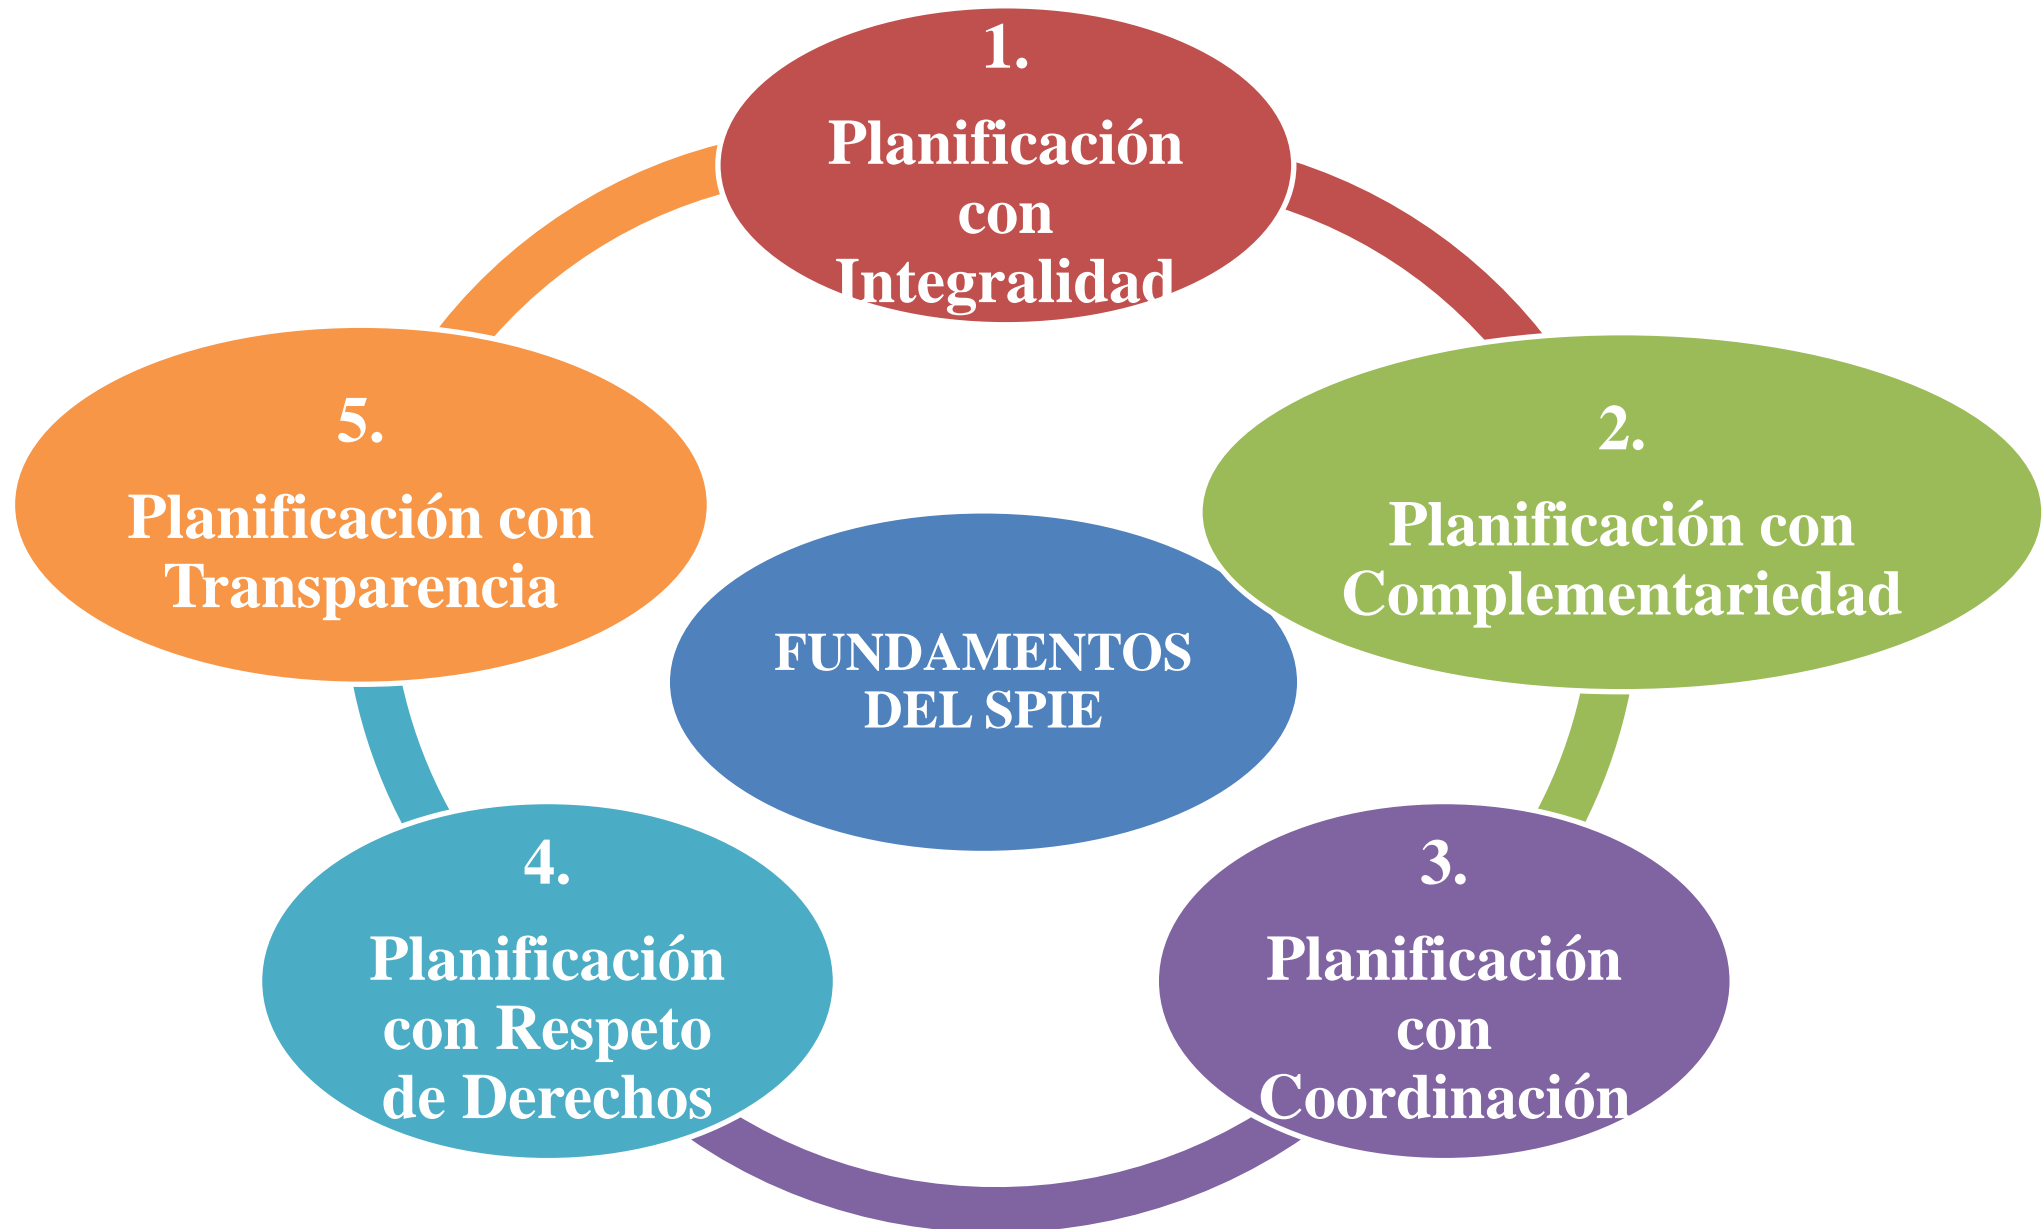 1.
Planificación
con
Integralidad
2.
Planificación con
Complementariedad
3.
Planificación
con
Coordinación
4.
Planificación
con Respeto
de Derechos
5.
Planificación con
Transparencia
FUNDAMENTOS
DEL SPIE